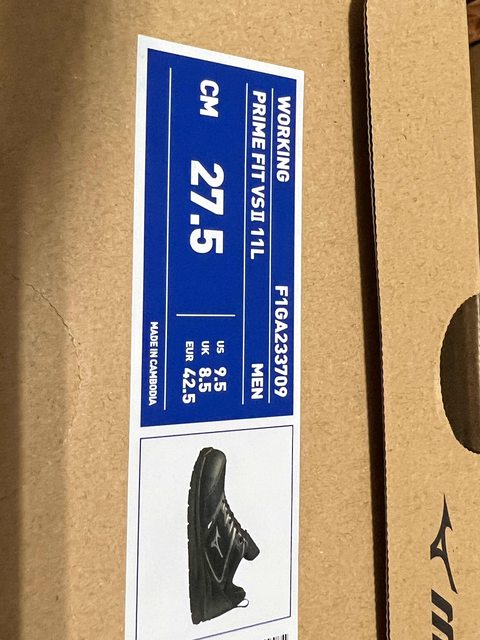 WORKING F1GA233709
PRIME FIT VSⅡ 11L MEN
CM 27.5
US 9.5
UK 8.5
EUR 42.5
MADE IN CAMBODIA